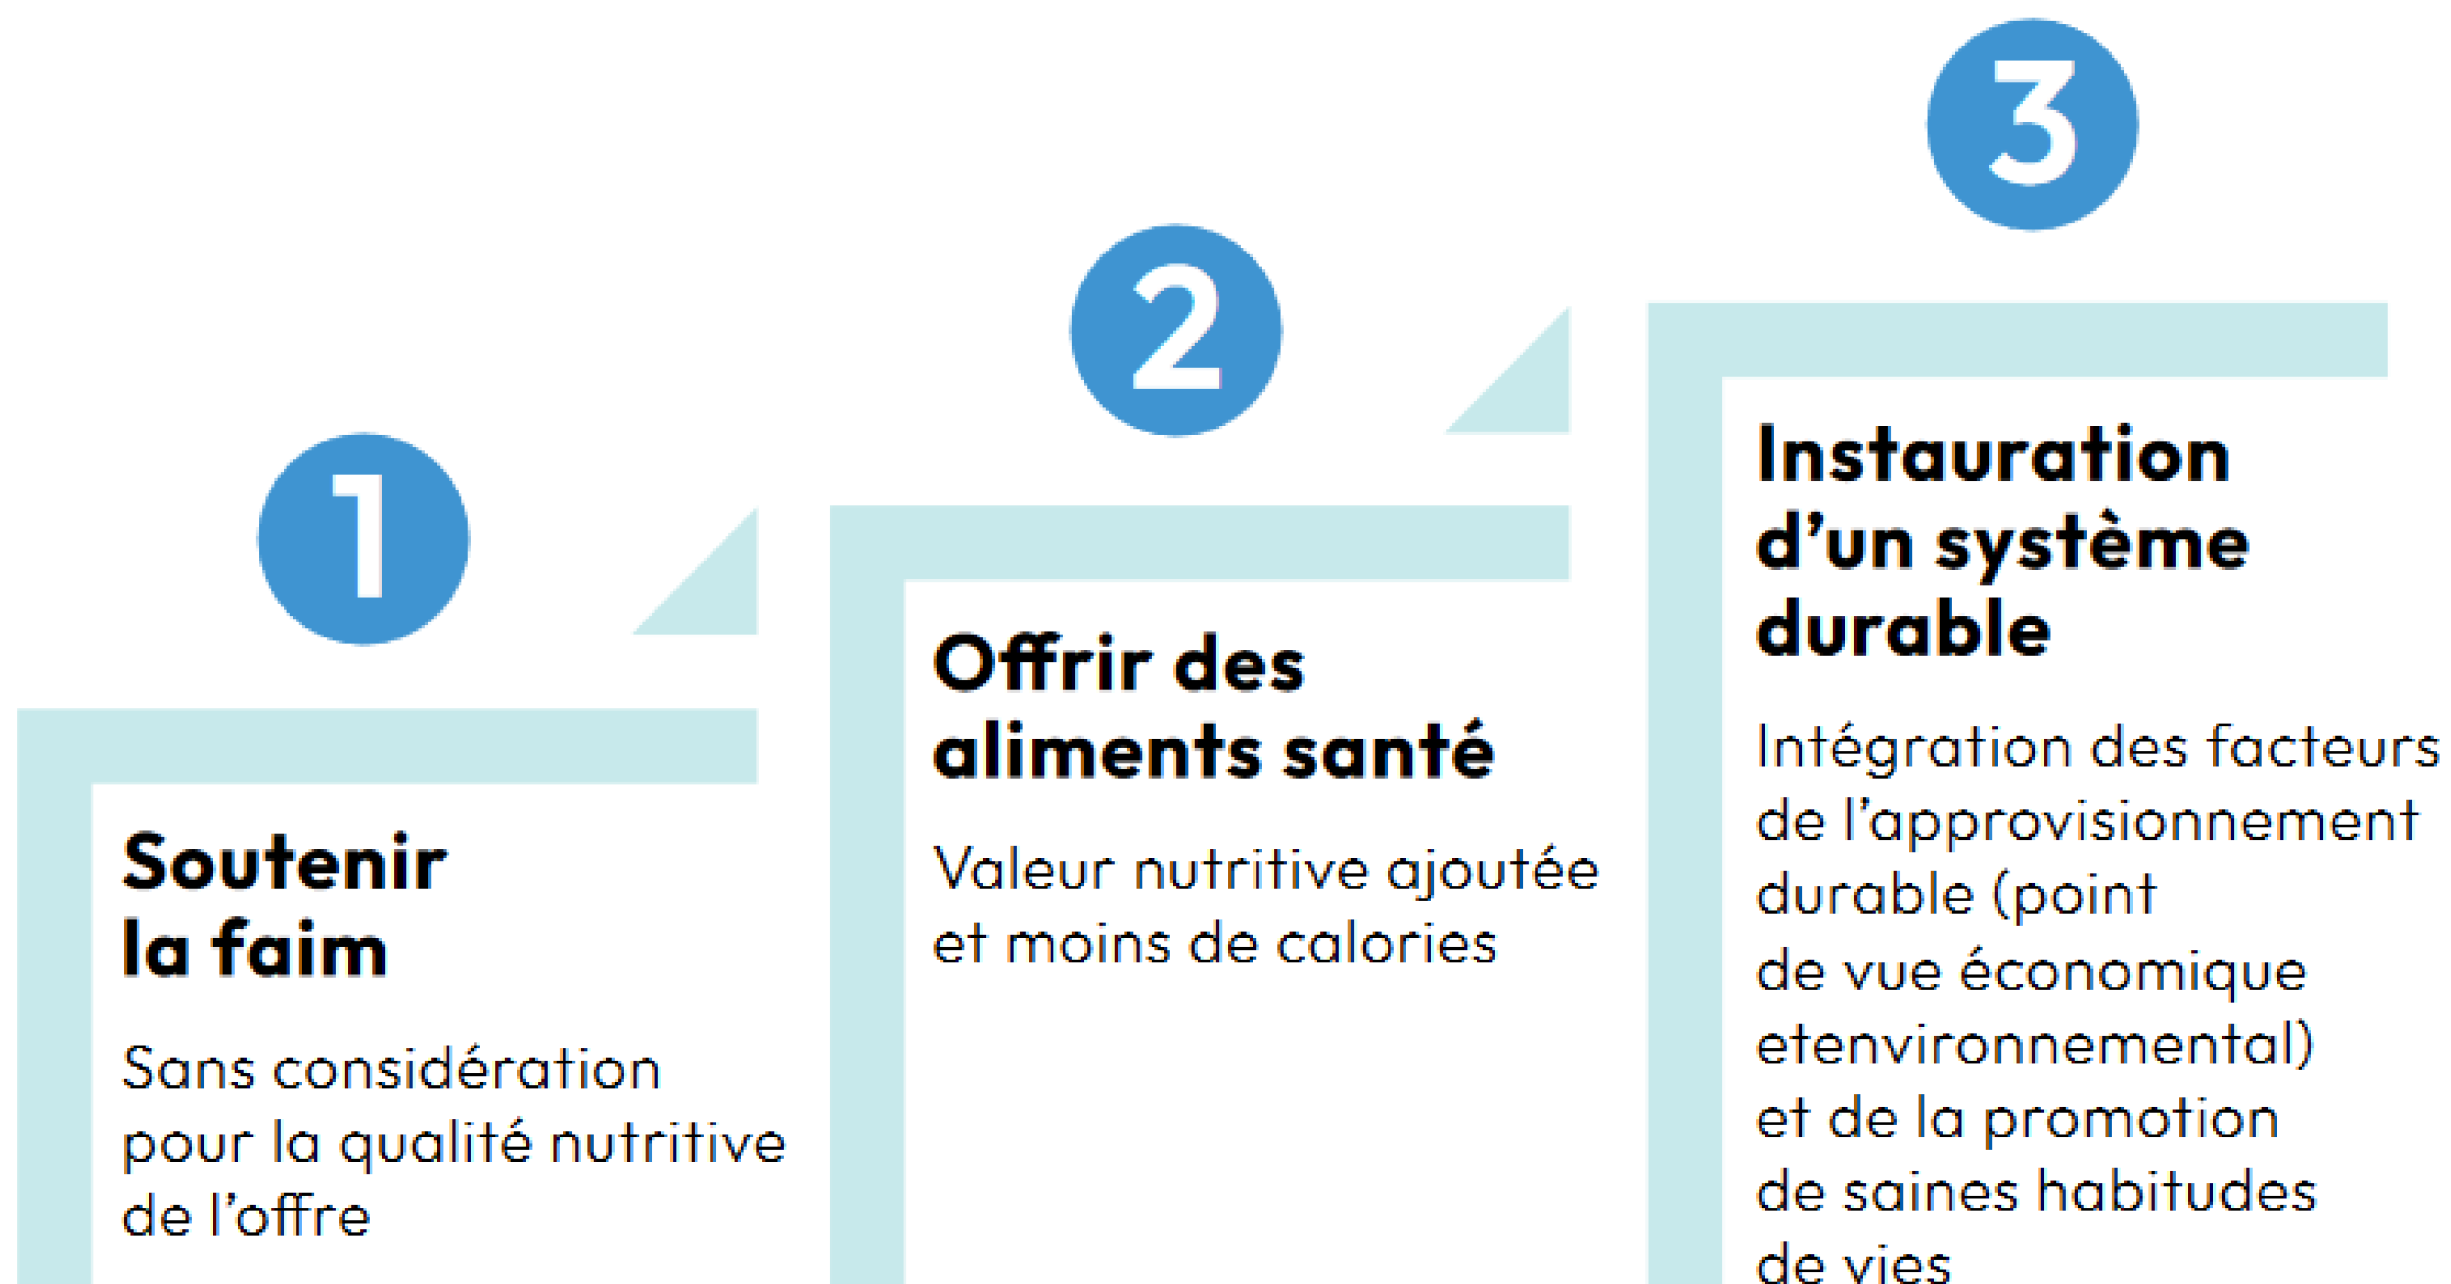 1
Soutenir
la faim
Sans considération
pour la qualité nutritive
de l’offre
2
Offrir des
aliments santé
Valeur nutritive ajoutée
et moins de calories
3
Instauration
d’un système
durable
Intégration des facteurs
de l’approvisionnement
durable (point
de vue économique
etenvironnemental)
et de la promotion
de saines habitudes
de vies